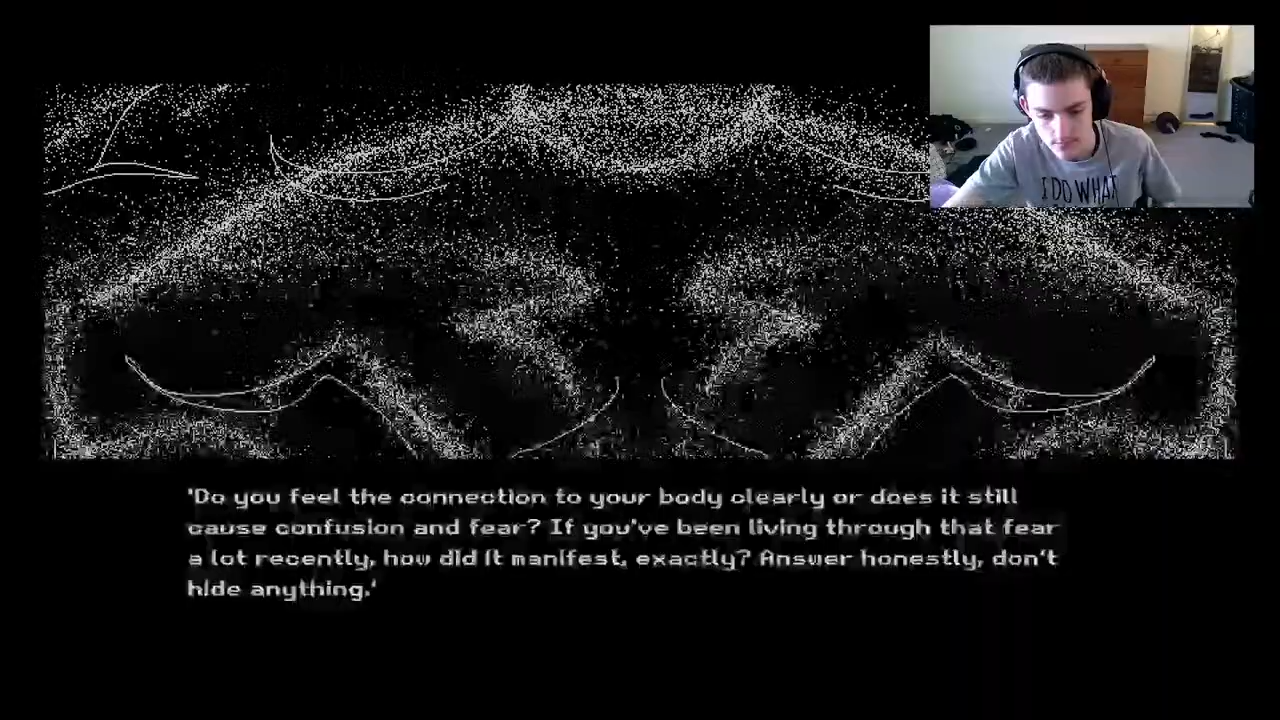 I DO WHAT
'Do you feel the connection to your body clearly or does it still
cause confusion and fear? If you've been living through that fear
a lot recently, how did it manifest, exactly? Answer honestly, don't
hide anything.'